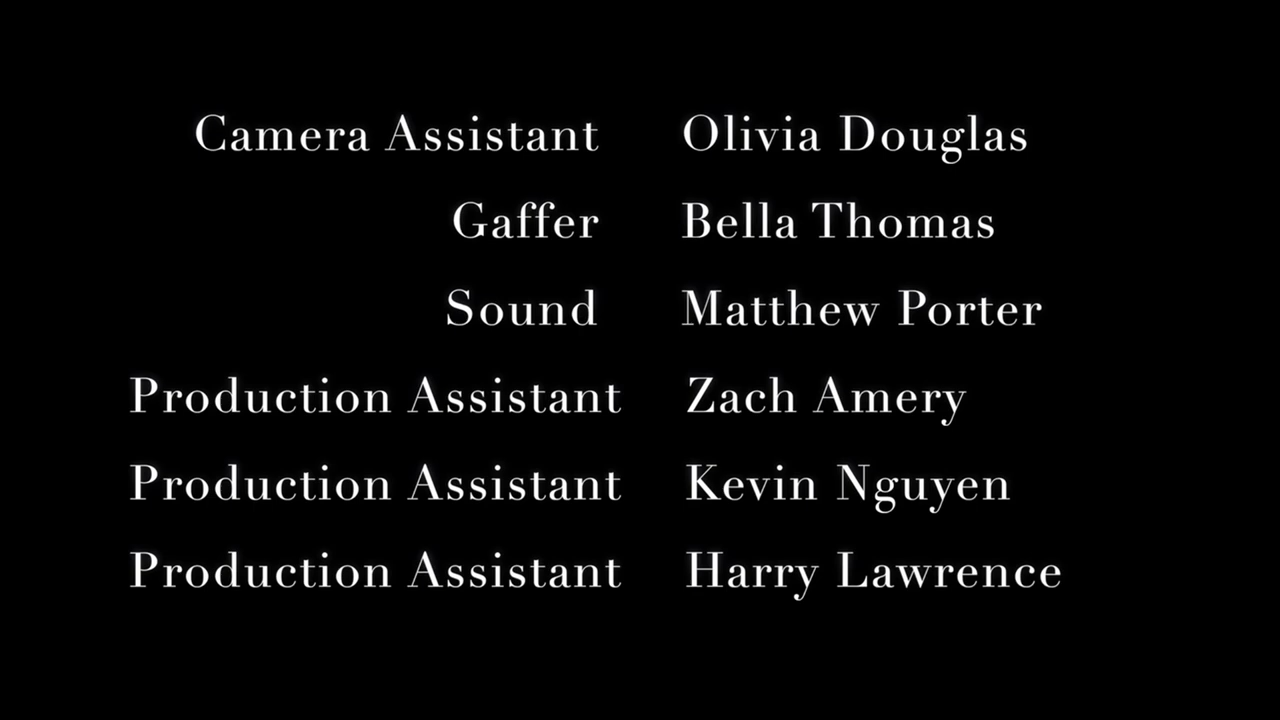 Camera Assistant Olivia Douglas
Gaffer Bella Thomas
Sound Matthew Porter
Production Assistant Zach Amery
Production Assistant Kevin Nguyen
Production Assistant Harry Lawrence